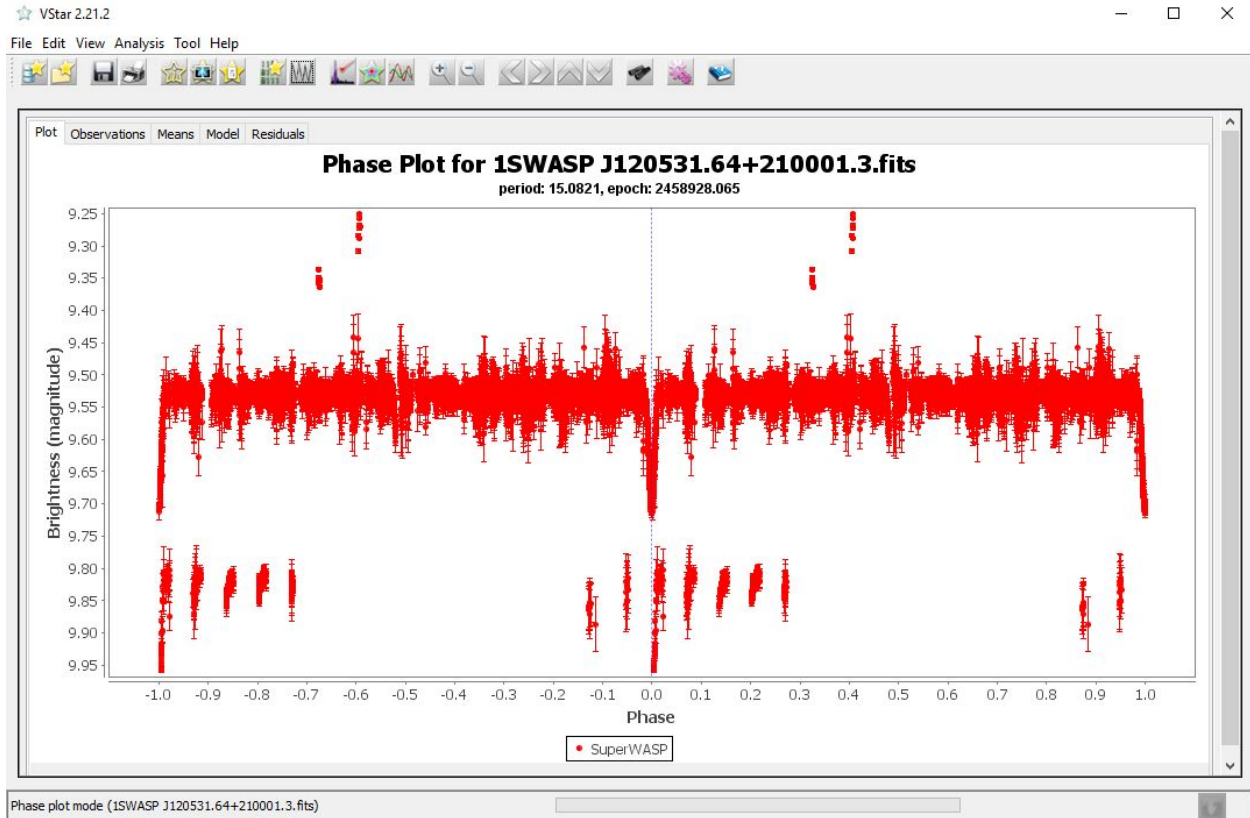 VStar 2.21.2
File Edit View Analysis Tool Help
Plot Observations Means Model Residuals
Phase Plot for 1SWASP J120531.64+210001.3.fits
period: 15.0821, epoch: 2458928.065
Brightness (magnitude)
9.25
9.30
9.35
9.40
9.45
9.50
9.55
9.60
9.65
9.70
9.75
9.80
9.85
9.90
9.95
-1.0 -0.9 -0.8 -0.7 -0.6 -0.5 -0.4 -0.3 -0.2 -0.1 0.0 0.1 0.2 0.3 0.4 0.5 0.6 0.7 0.8 0.9 1.0
Phase
SuperWASP
Phase plot mode (1SWASP J120531.64+210001.3.fits)